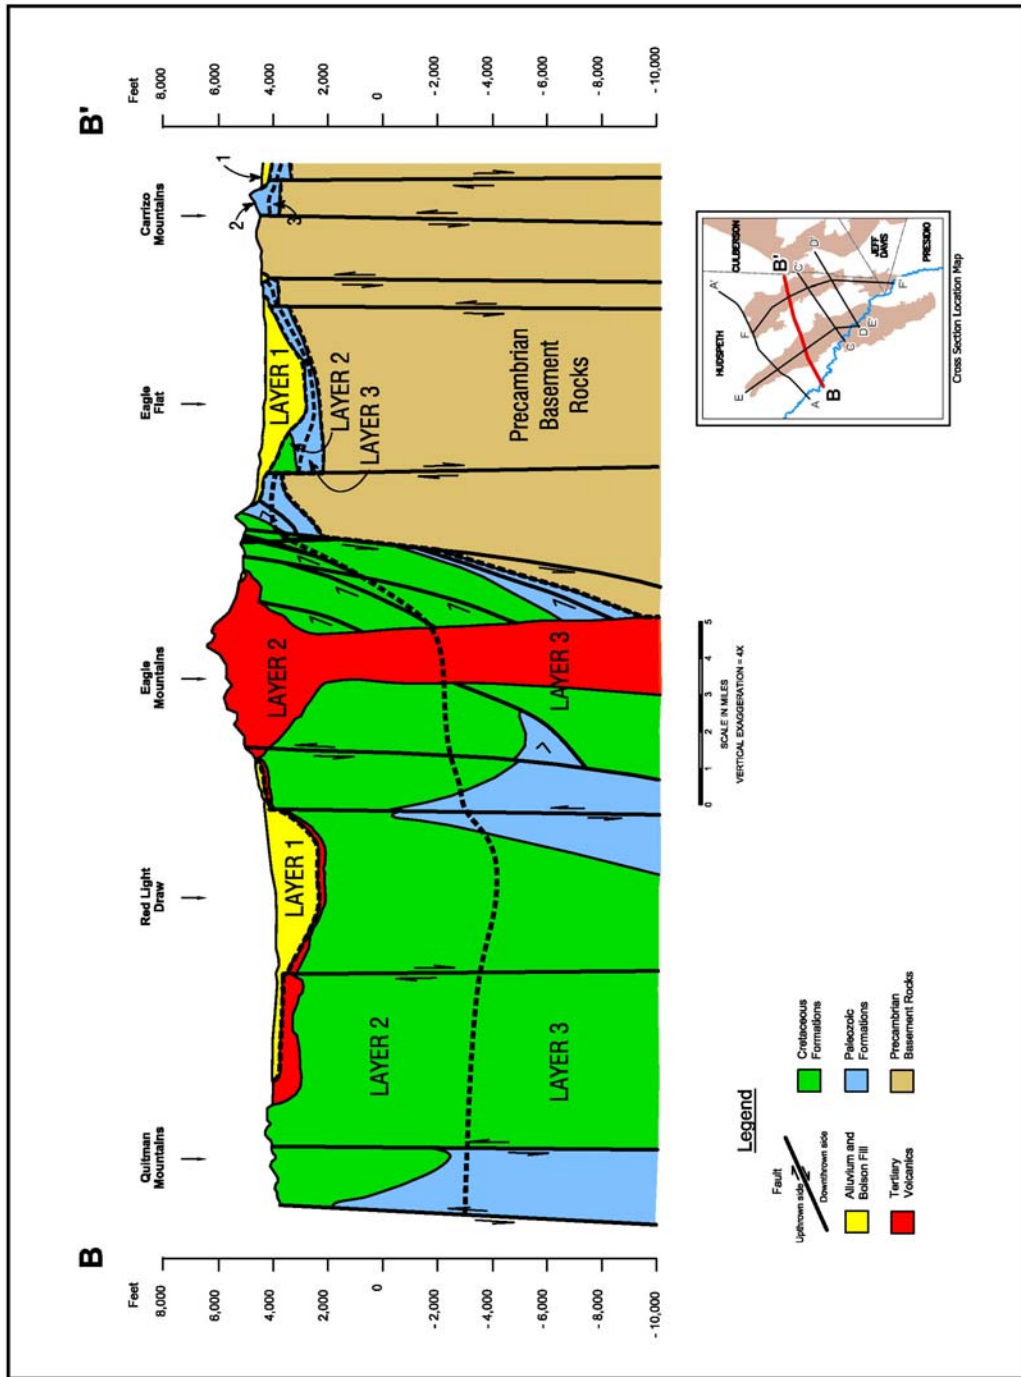 B
B'
Quitman
Mountains
Red Light
Draw
Eagle
Mountains
Eagle
Flat
Carrizo
Mountains
Feet
8,000
6,000
4,000
2,000
0
- 2,000
- 4,000
- 6,000
- 8,000
- 10,000
Feet
8,000
6,000
4,000
2,000
0
- 2,000
- 4,000
- 6,000
- 8,000
- 10,000
LAYER 1
LAYER 2
LAYER 3
LAYER 2
LAYER 3
LAYER 1
LAYER 2
LAYER 3
2
1
3
Precambrian
Basement
Rocks
0 1 2 3 4 5
SCALE IN MILES
VERTICAL EXAGGERATION = 4X
Legend
Fault
Upthrown side
Downthrown side
Alluvium and
Bolson Fill
Tertiary
Volcanics
Cretaceous
Formations
Paleozoic
Formations
Precambrian
Basement Rocks
HUDSPETH
CULBERSON
JEFF
DAVIS
PRESIDIO
A
A'
B
B'
C
C'
D
D'
E
E'
F
F'
Cross Section Location Map